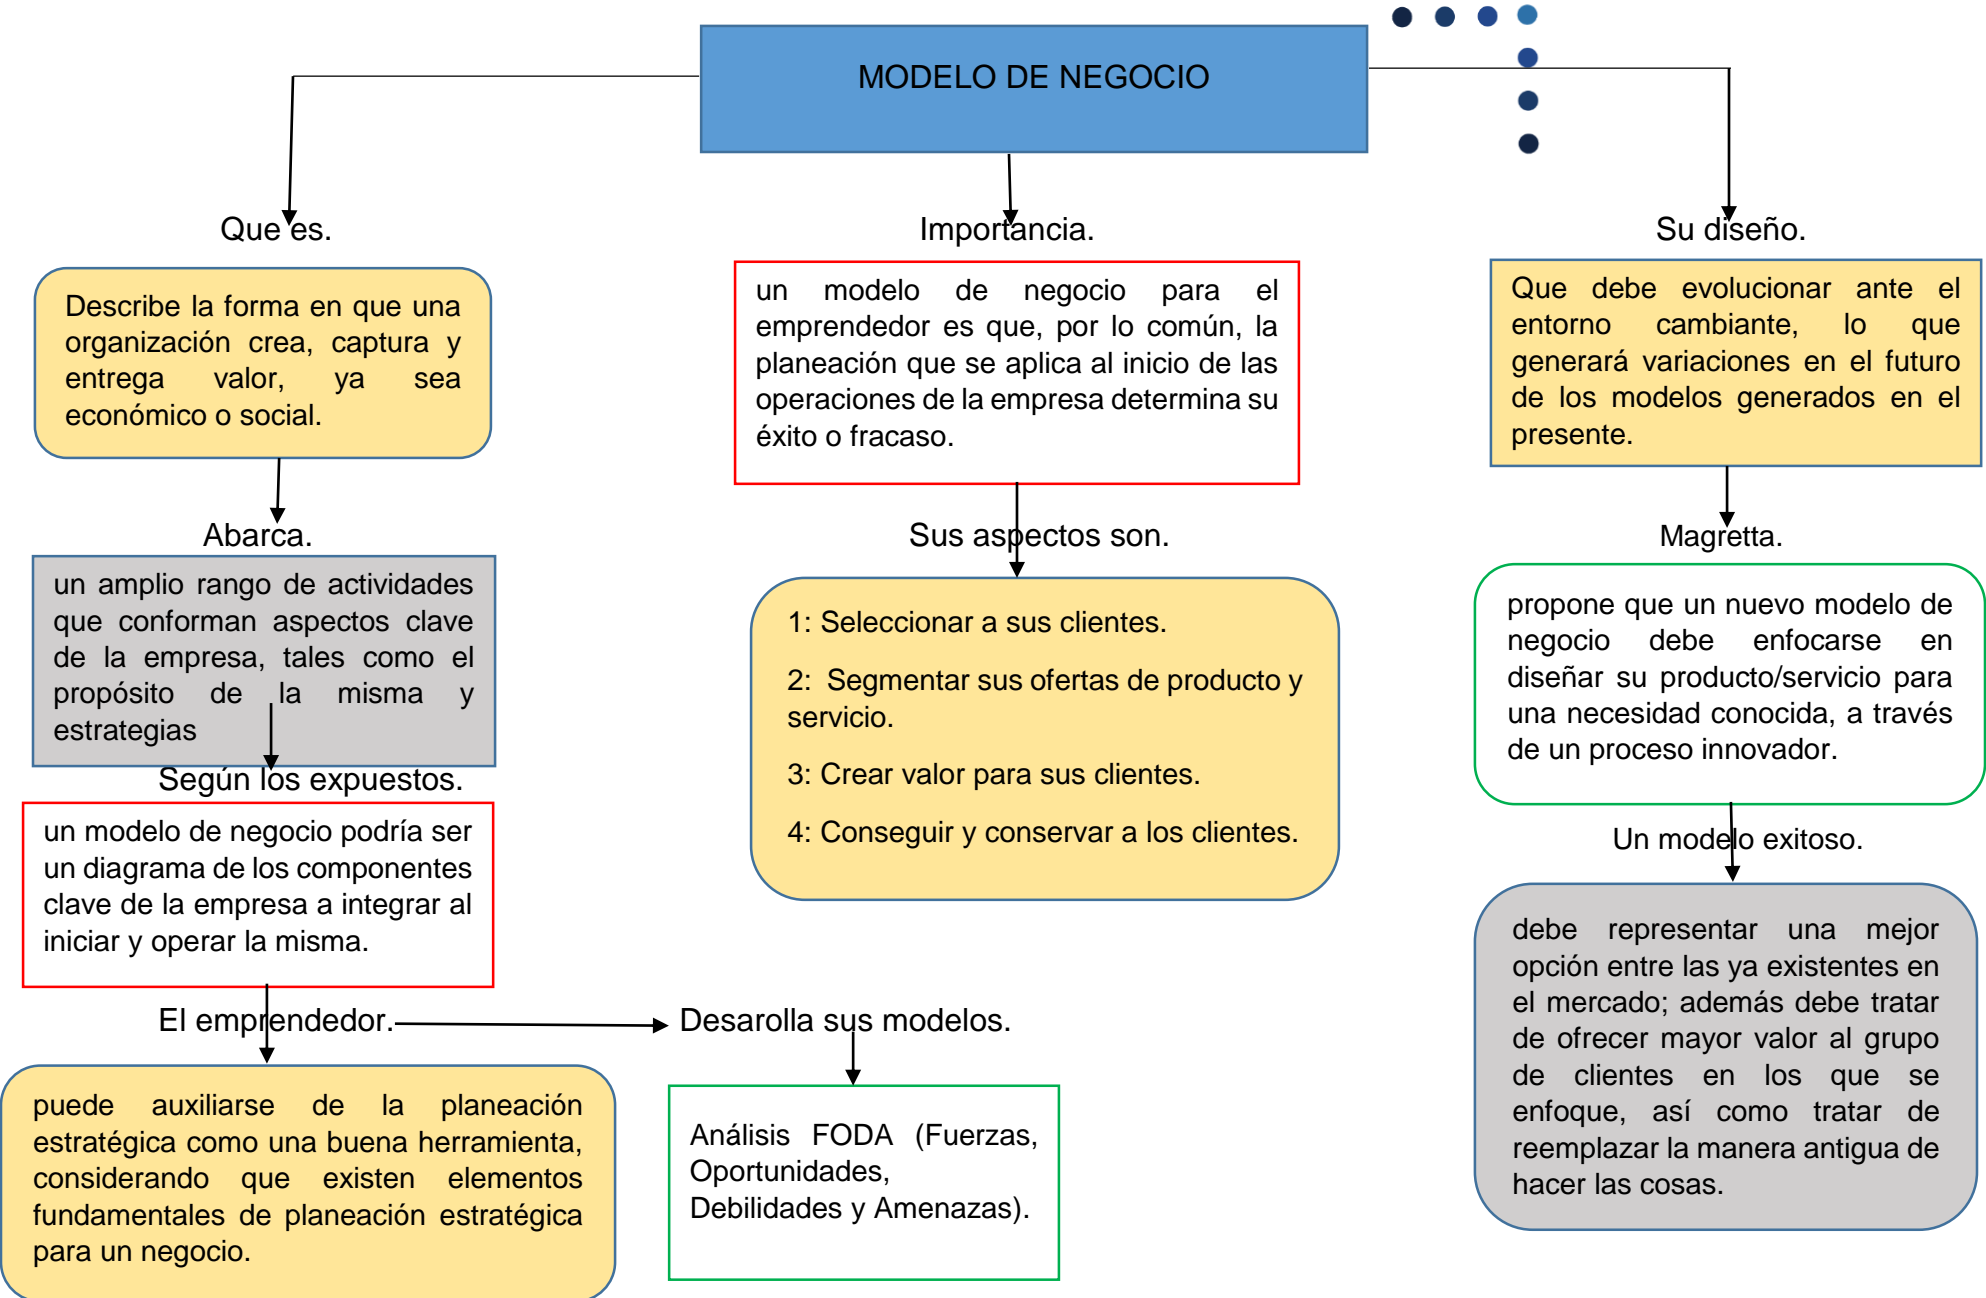 MODELO DE NEGOCIO
Que es.
Describe la forma en que una
organización crea, captura y
entrega valor, ya sea
económico o social.
Abarca.
un amplio rango de actividades
que conforman aspectos clave
de la empresa, tales como el
propósito de la misma y
estrategias
Según los expuestos.
un modelo de negocio podría ser
un diagrama de los componentes
clave de la empresa a integrar al
iniciar y operar la misma.
El emprendedor.
puede auxiliarse de la planeación
estratégica como una buena herramienta,
considerando que existen elementos
fundamentales de planeación estratégica
para un negocio.
Desarolla sus modelos.
Análisis FODA (Fuerzas,
Oportunidades,
Debilidades y Amenazas).
Importancia.
un modelo de negocio para el
emprendedor es que, por lo común, la
planeación que se aplica al inicio de las
operaciones de la empresa determina su
éxito o fracaso.
Sus aspectos son.
1: Seleccionar a sus clientes.
2: Segmentar sus ofertas de producto y
servicio.
3: Crear valor para sus clientes.
4: Conseguir y conservar a los clientes.
Su diseño.
Que debe evolucionar ante el
entorno cambiante, lo que
generará variaciones en el futuro
de los modelos generados en el
presente.
Magretta.
propone que un nuevo modelo de
negocio debe enfocarse en
diseñar su producto/servicio para
una necesidad conocida, a través
de un proceso innovador.
Un modelo exitoso.
debe representar una mejor
opción entre las ya existentes en
el mercado; además debe tratar
de ofrecer mayor valor al grupo
de clientes en los que se
enfoque, así como tratar de
reemplazar la manera antigua de
hacer las cosas.